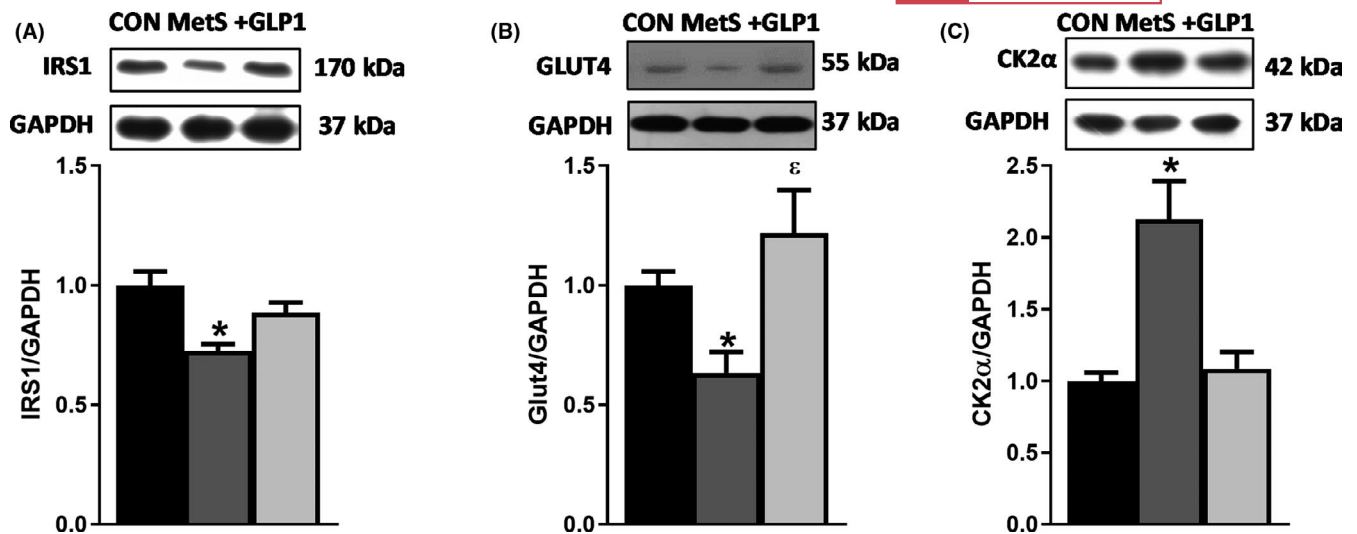 (A)
CON MetS +GLP1
IRS1
170 kDa
GAPDH
37 kDa
1.5
1.0
0.5
0.0
IRS1/GAPDH
*
(B)
CON MetS +GLP1
GLUT4
55 kDa
GAPDH
37 kDa
1.5
1.0
0.5
0.0
Glut4/GAPDH
*
ε
(C)
CON MetS +GLP1
CK2α
42 kDa
GAPDH
37 kDa
2.5
2.0
1.5
1.0
0.5
0.0
CK2α/GAPDH
*